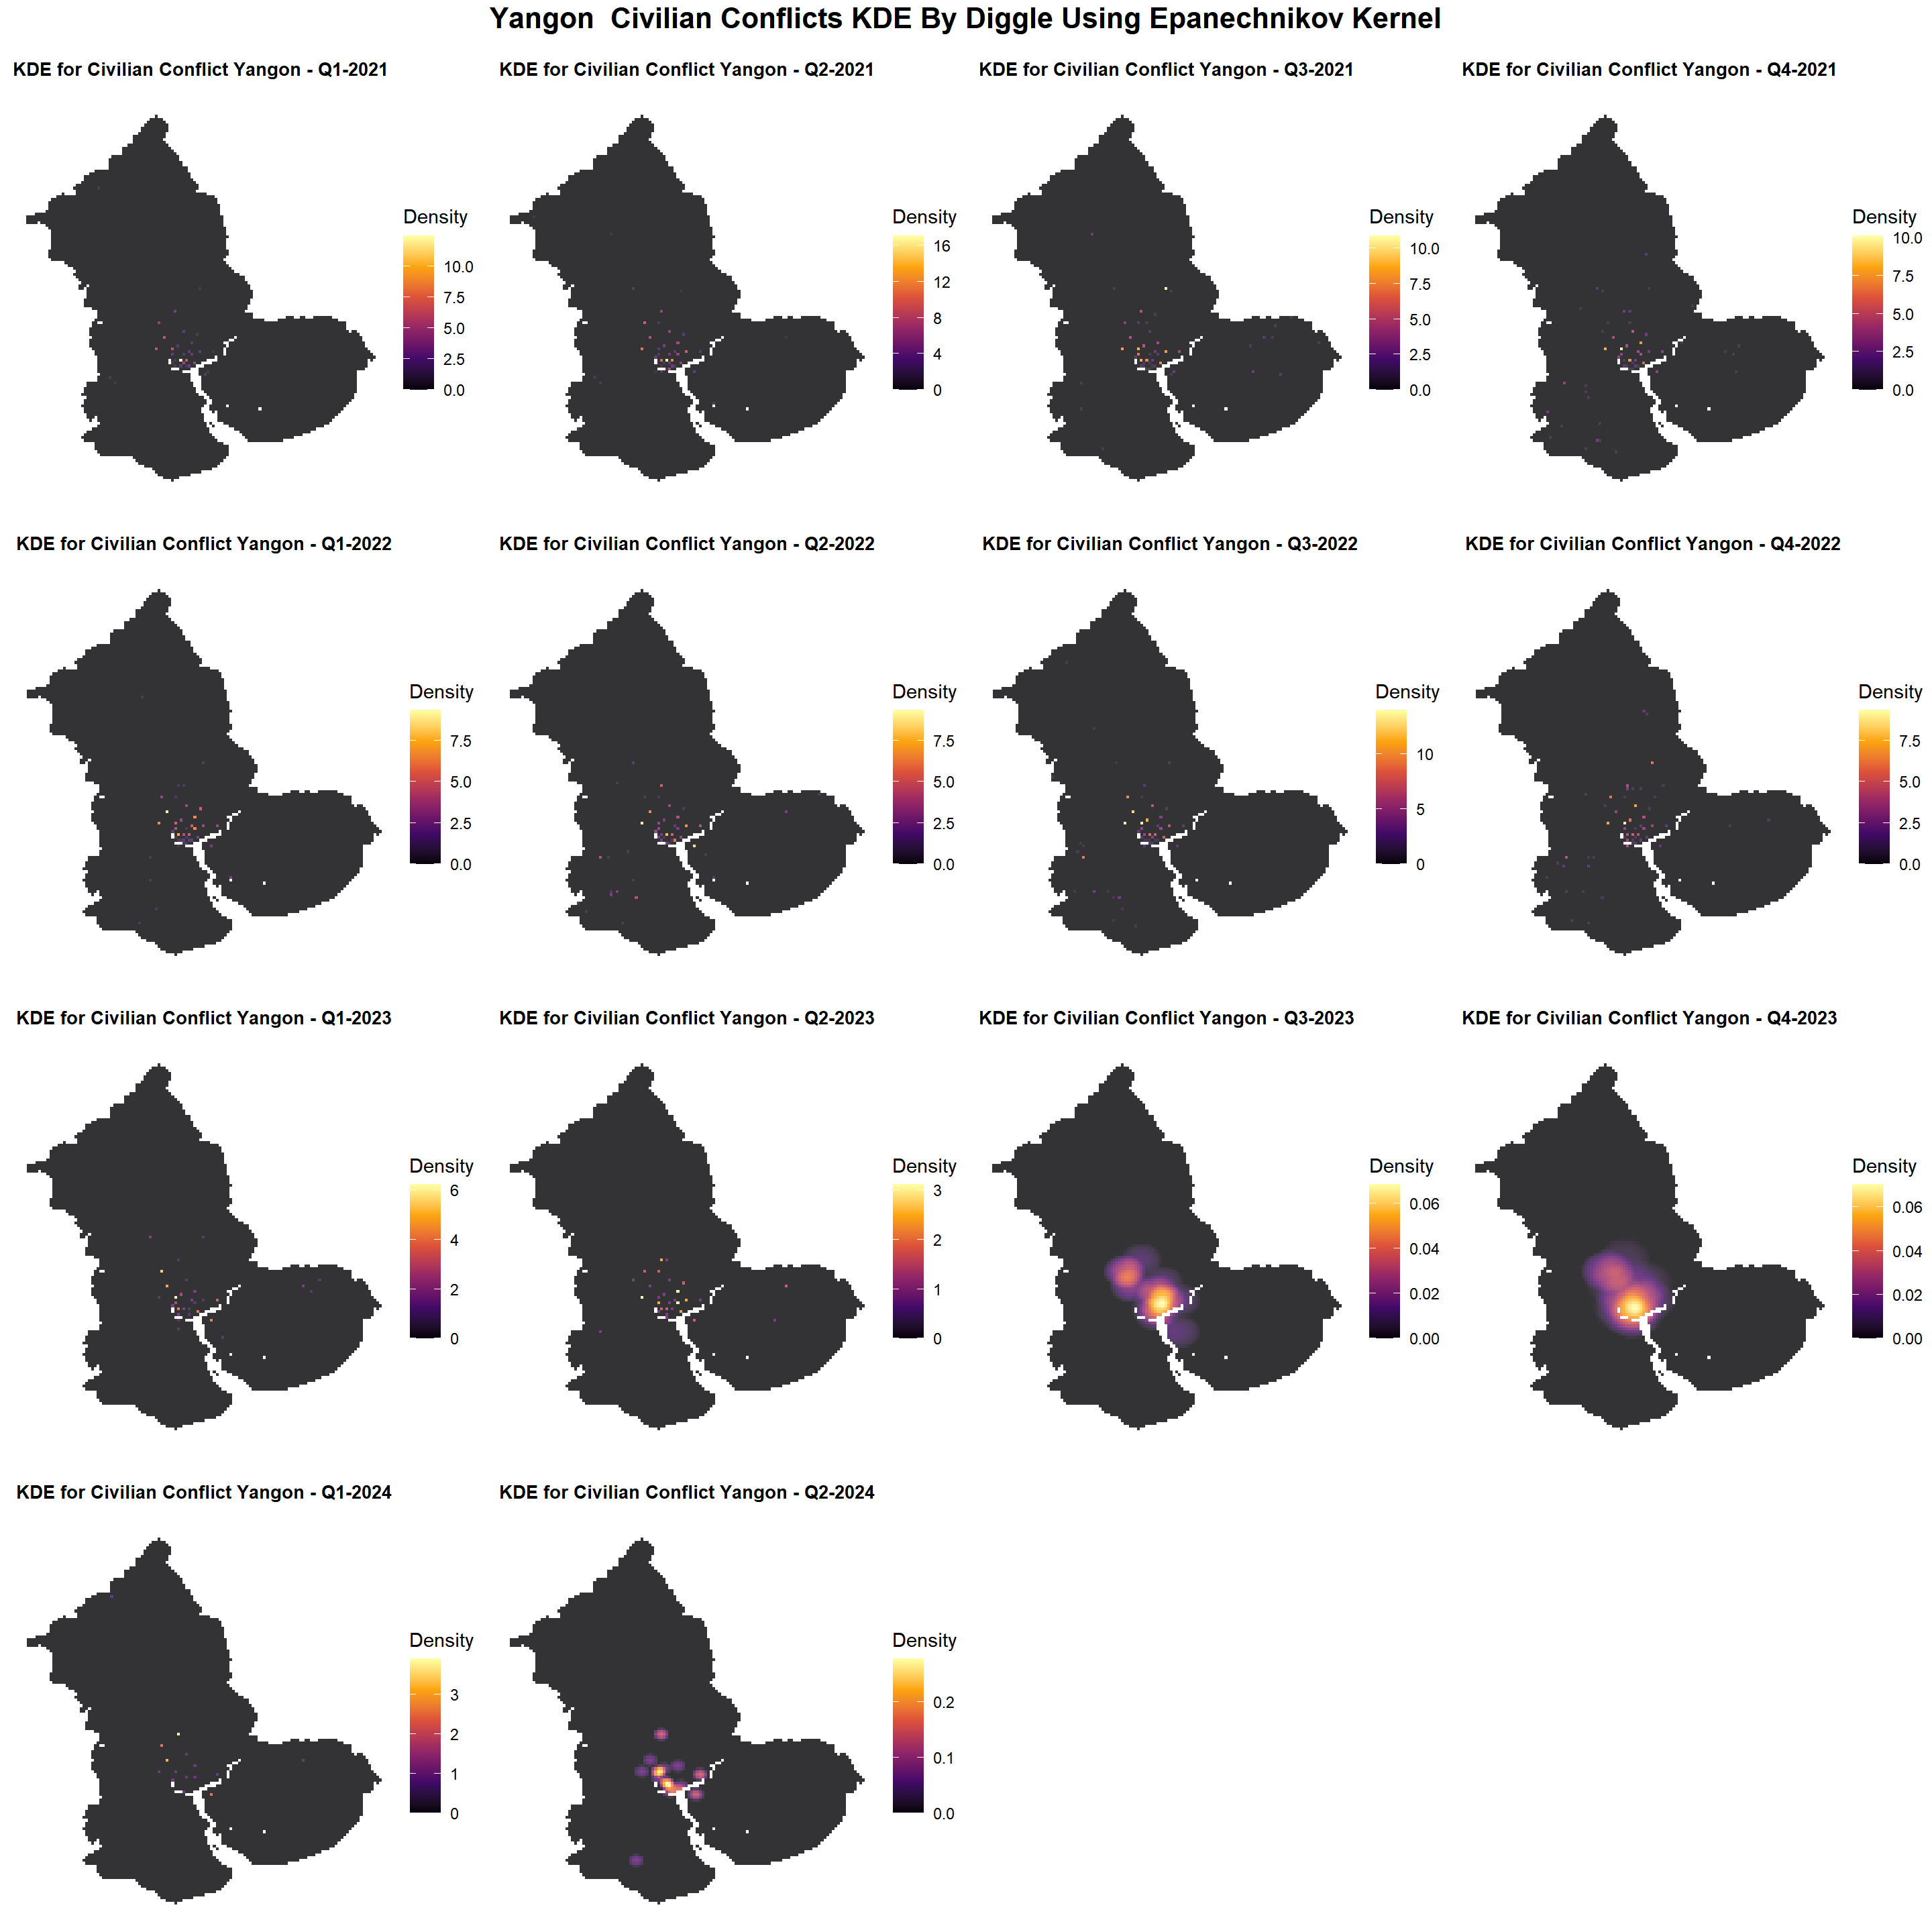 Yangon  Civilian Conflicts KDE By Diggle Using Epanechnikov Kernel
KDE for Civilian Conflict Yangon - Q1-2021
Density
10.0
7.5
5.0
2.5
0.0
KDE for Civilian Conflict Yangon - Q2-2021
Density
16
12
8
4
0
KDE for Civilian Conflict Yangon - Q3-2021
Density
10.0
7.5
5.0
2.5
0.0
KDE for Civilian Conflict Yangon - Q4-2021
Density
10.0
7.5
5.0
2.5
0.0
KDE for Civilian Conflict Yangon - Q1-2022
Density
7.5
5.0
2.5
0.0
KDE for Civilian Conflict Yangon - Q2-2022
Density
7.5
5.0
2.5
0.0
KDE for Civilian Conflict Yangon - Q3-2022
Density
10
5
0
KDE for Civilian Conflict Yangon - Q4-2022
Density
7.5
5.0
2.5
0.0
KDE for Civilian Conflict Yangon - Q1-2023
Density
6
4
2
0
KDE for Civilian Conflict Yangon - Q2-2023
Density
3
2
1
0
KDE for Civilian Conflict Yangon - Q3-2023
Density
0.06
0.04
0.02
0.00
KDE for Civilian Conflict Yangon - Q4-2023
Density
0.06
0.04
0.02
0.00
KDE for Civilian Conflict Yangon - Q1-2024
Density
3
2
1
0
KDE for Civilian Conflict Yangon - Q2-2024
Density
0.2
0.1
0.0